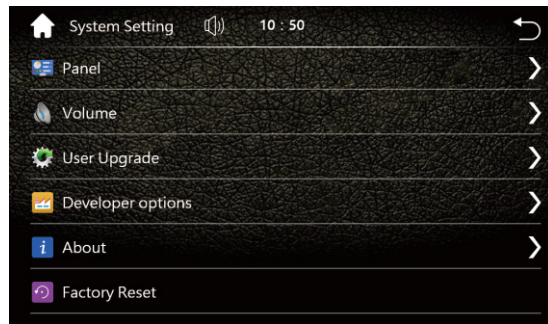 System Setting 10 : 50
Panel
Volume
User Upgrade
Developer options
i About
Factory Reset